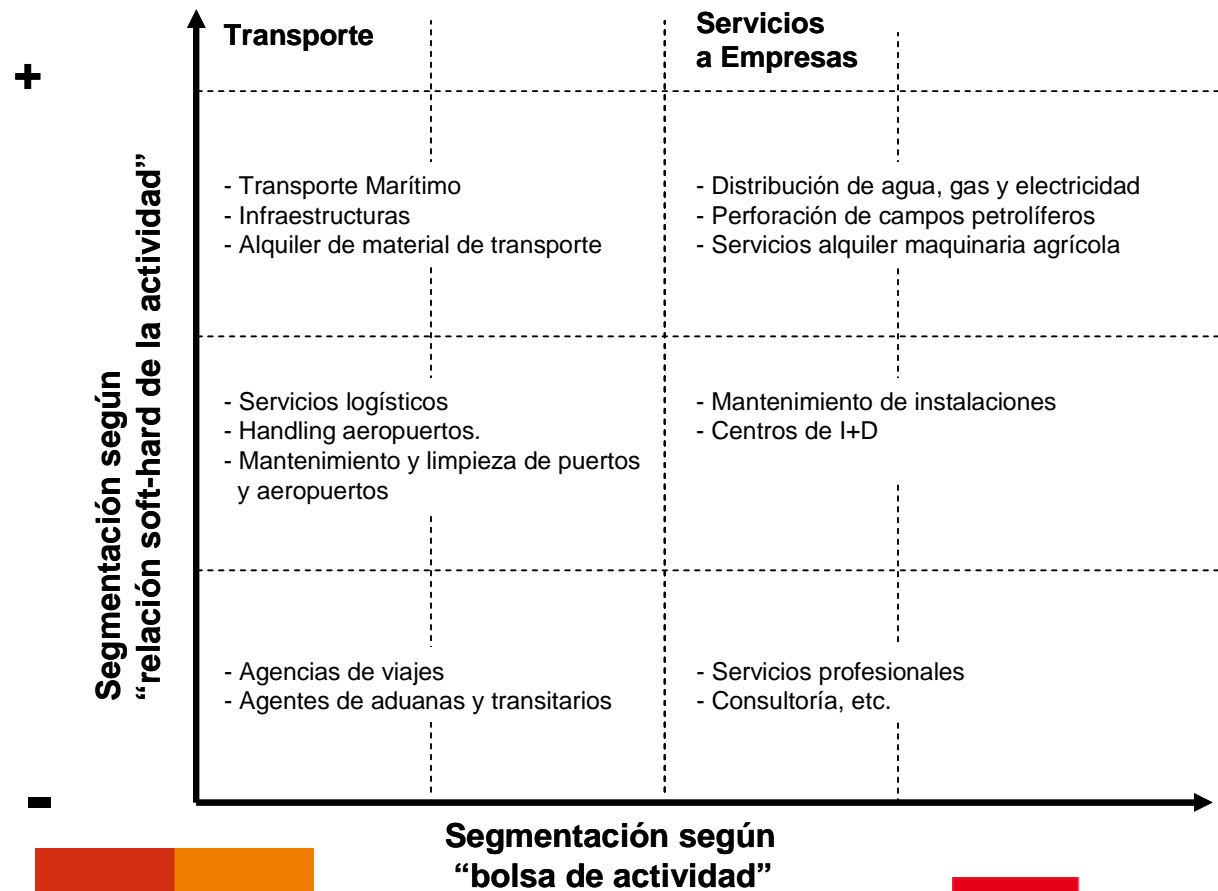 Transporte
Servicios
a Empresas
+
- Transporte Marítimo
- Infraestructuras
- Alquiler de material de transporte
- Distribución de agua, gas y electricidad
- Perforación de campos petrolíferos
- Servicios alquiler maquinaria agrícola
Segmentación según
“relación soft-hard de la actividad”
- Servicios logísticos
- Handling aeropuertos.
- Mantenimiento y limpieza de puertos
y aeropuertos
- Mantenimiento de instalaciones
- Centros de I+D
- Agencias de viajes
- Agentes de aduanas y transitarios
- Servicios profesionales
- Consultoría, etc.
-
Segmentación según
“bolsa de actividad”